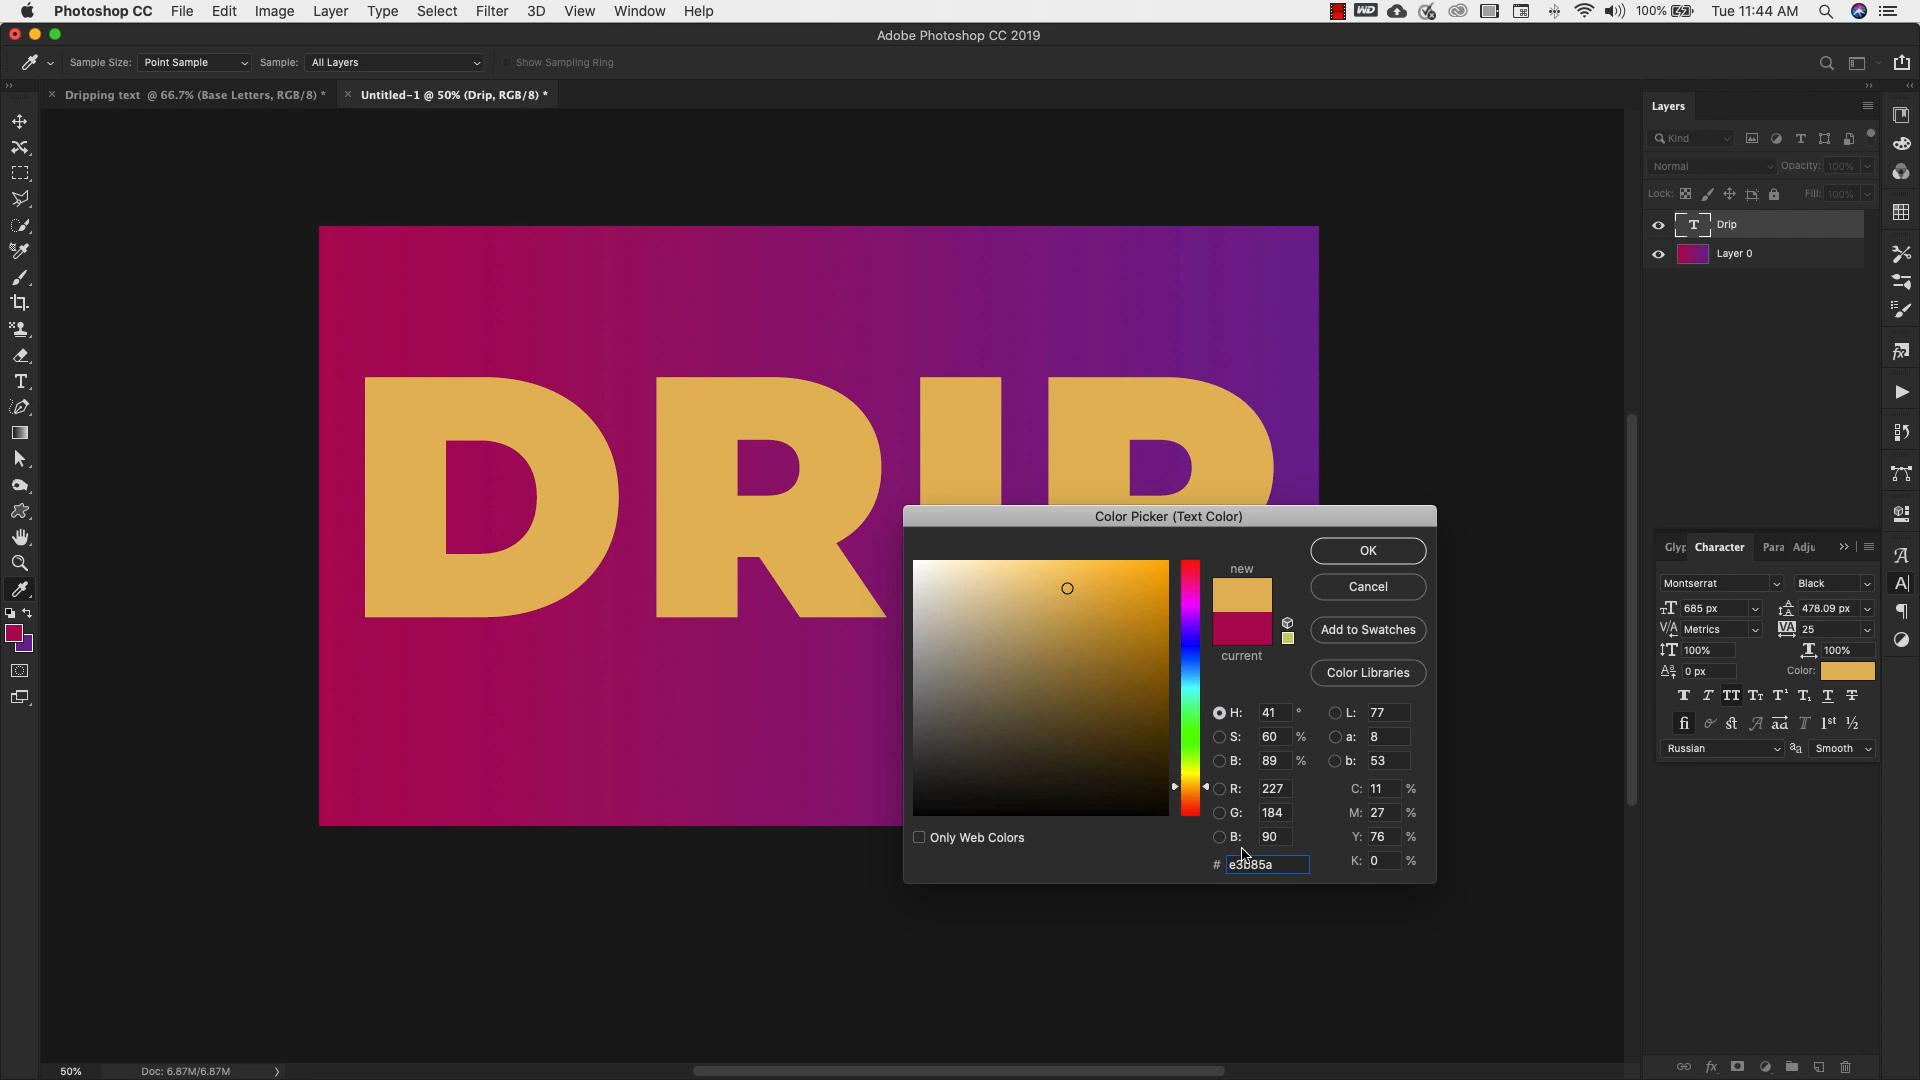 Photoshop CC File Edit Image Layer Type Select Filter 3D View Window Help 100% Tue 11:44 AM
Adobe Photoshop CC 2019
Sample Size: Point Sample Sample: All Layers Show Sampling Ring
Dripping text @ 66.7% (Base Letters, RGB/8) *
Untitled-1 @ 50% (Drip, RGB/8) *
Layers
Kind
Normal Opacity: 100%
Lock: Fill: 100%
Drip
Layer 0
DRIP
Color Picker (Text Color)
new
current
OK
Cancel
Add to Swatches
Color Libraries
H: 41 ° L: 77
S: 60 % a: 8
B: 89 % b: 53
R: 227 C: 11 %
G: 184 M: 27 %
B: 90 Y: 76 %
# e3b85a K: 0 %
Only Web Colors
Glyp Character Para Adju
Montserrat Black
685 px 478.09 px
Metrics 25
100% 100%
0 px Color:
Russian Smooth
50% Doc: 6.87M/6.87M